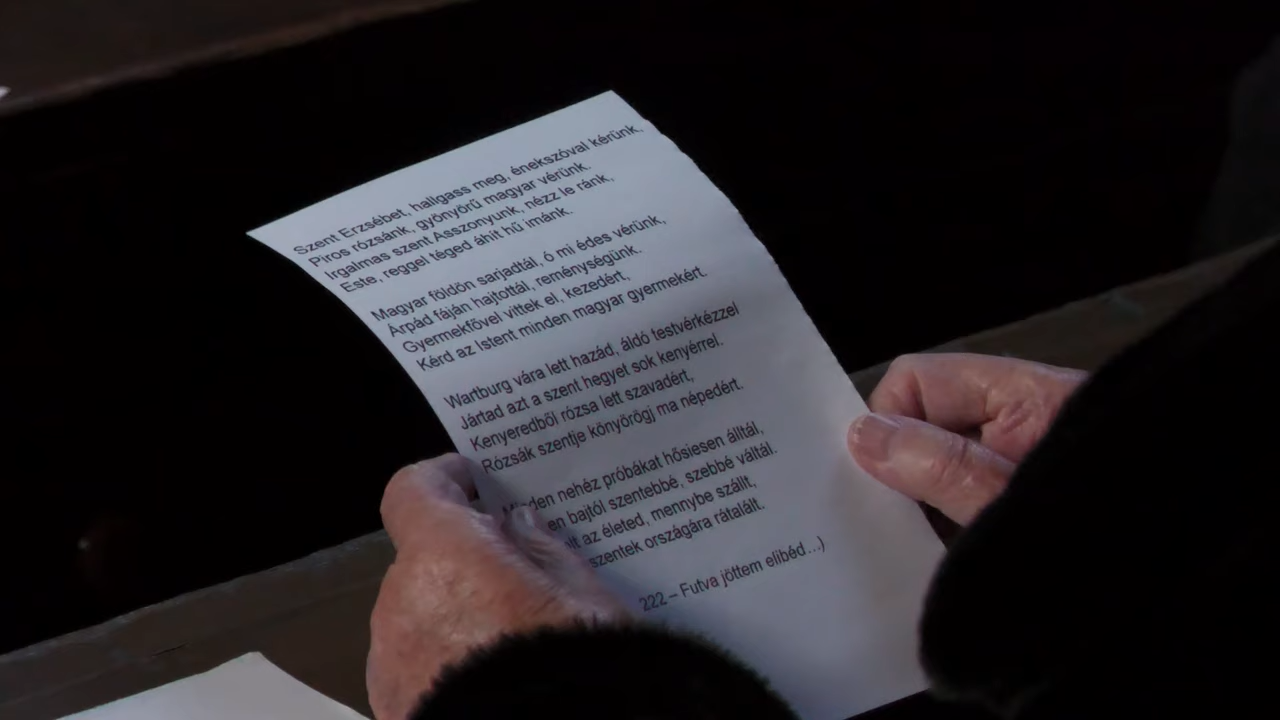 Szent Erzsébet, hallgass meg, énekszóval kérünk.
Piros rózsánk, gyönyörű magyar vérünk.
Irgalmas szent Asszonyunk, nézz le ránk,
Este, reggel téged áhít hű imánk.
Magyar földön sarjadtál, ó mi édes vérünk,
Árpád fáján hajtottál, reménységünk.
Gyermekfővel vittek el, kezedért,
Kérd az Istent minden magyar gyermekért.
Wartburg vára lett hazád, áldó testvérkézzel
Jártad azt a szent hegyet sok kenyérrel.
Kenyeredből rózsa lett szavadért,
Rózsák szentje könyörögj ma népedért.
Minden nehéz próbákat hősiesen álltál,
en bajtól szentebbé, szebbé váltál.
lt az életed, mennybe szállt,
szentek országára rátalált.
222 – Futva jöttem elibéd...)